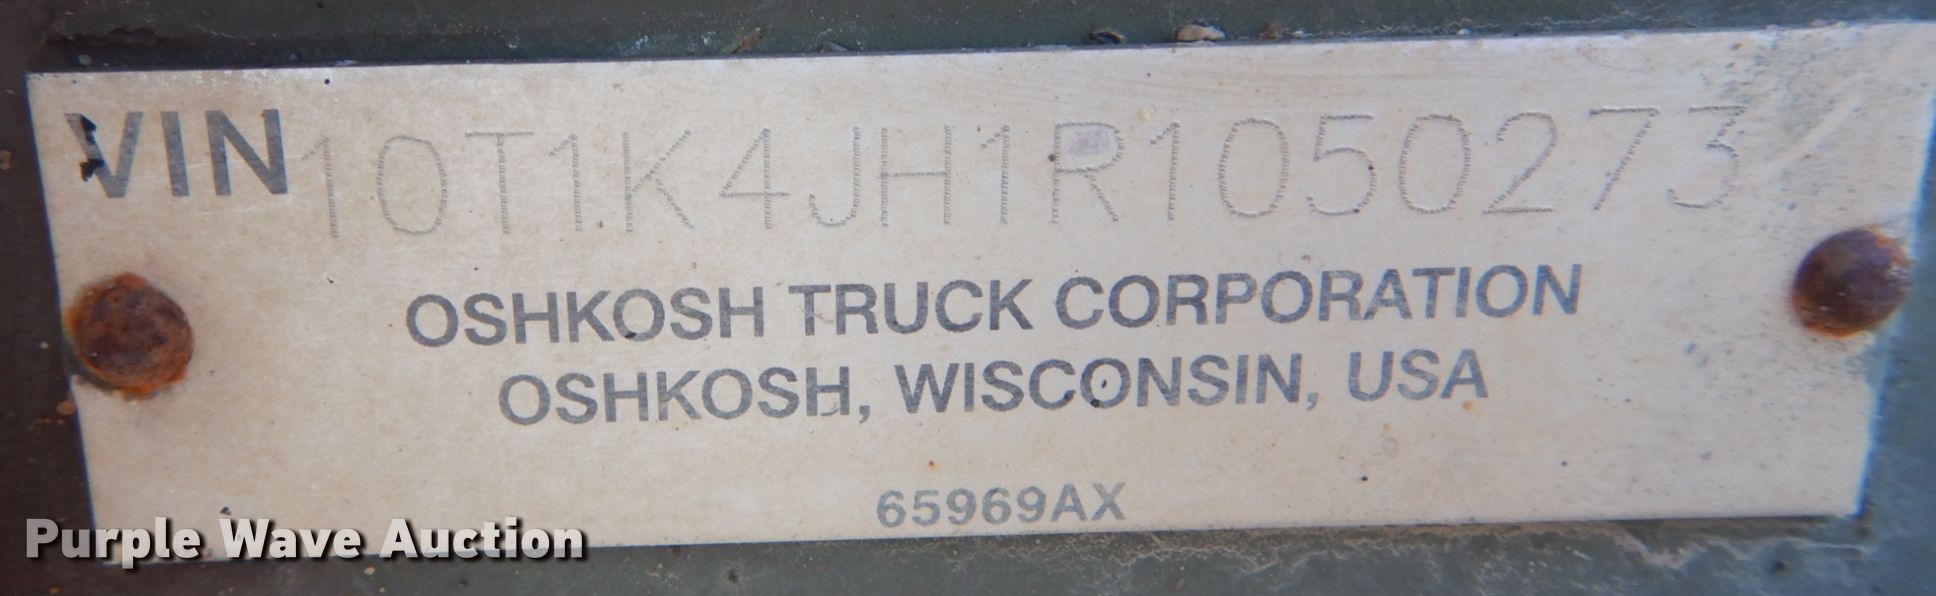 VIN 10T1K4JH1R1050273
OSHKOSH TRUCK CORPORATION
OSHKOSH, WISCONSIN, USA
65969AX
Purple Wave Auction